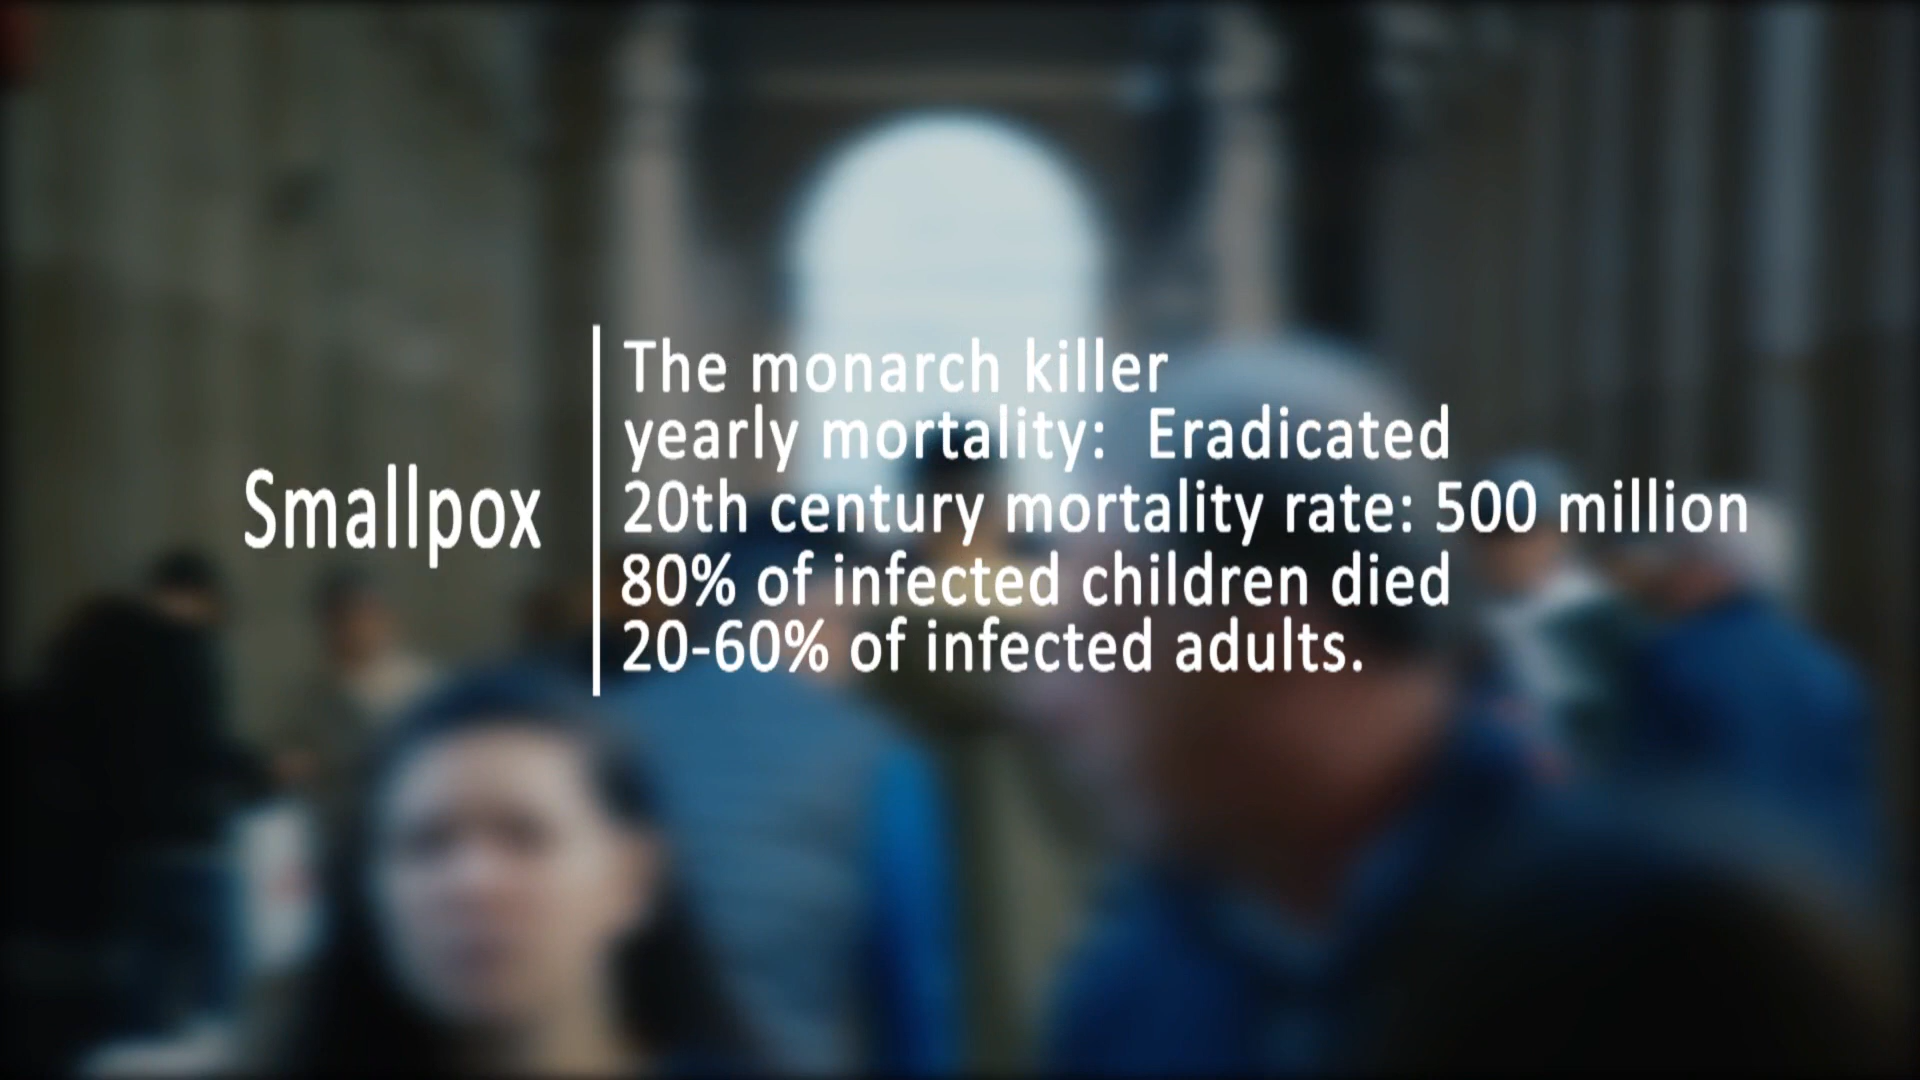 Smallpox
The monarch killer
yearly mortality: Eradicated
20th century mortality rate: 500 million
80% of infected children died
20-60% of infected adults.